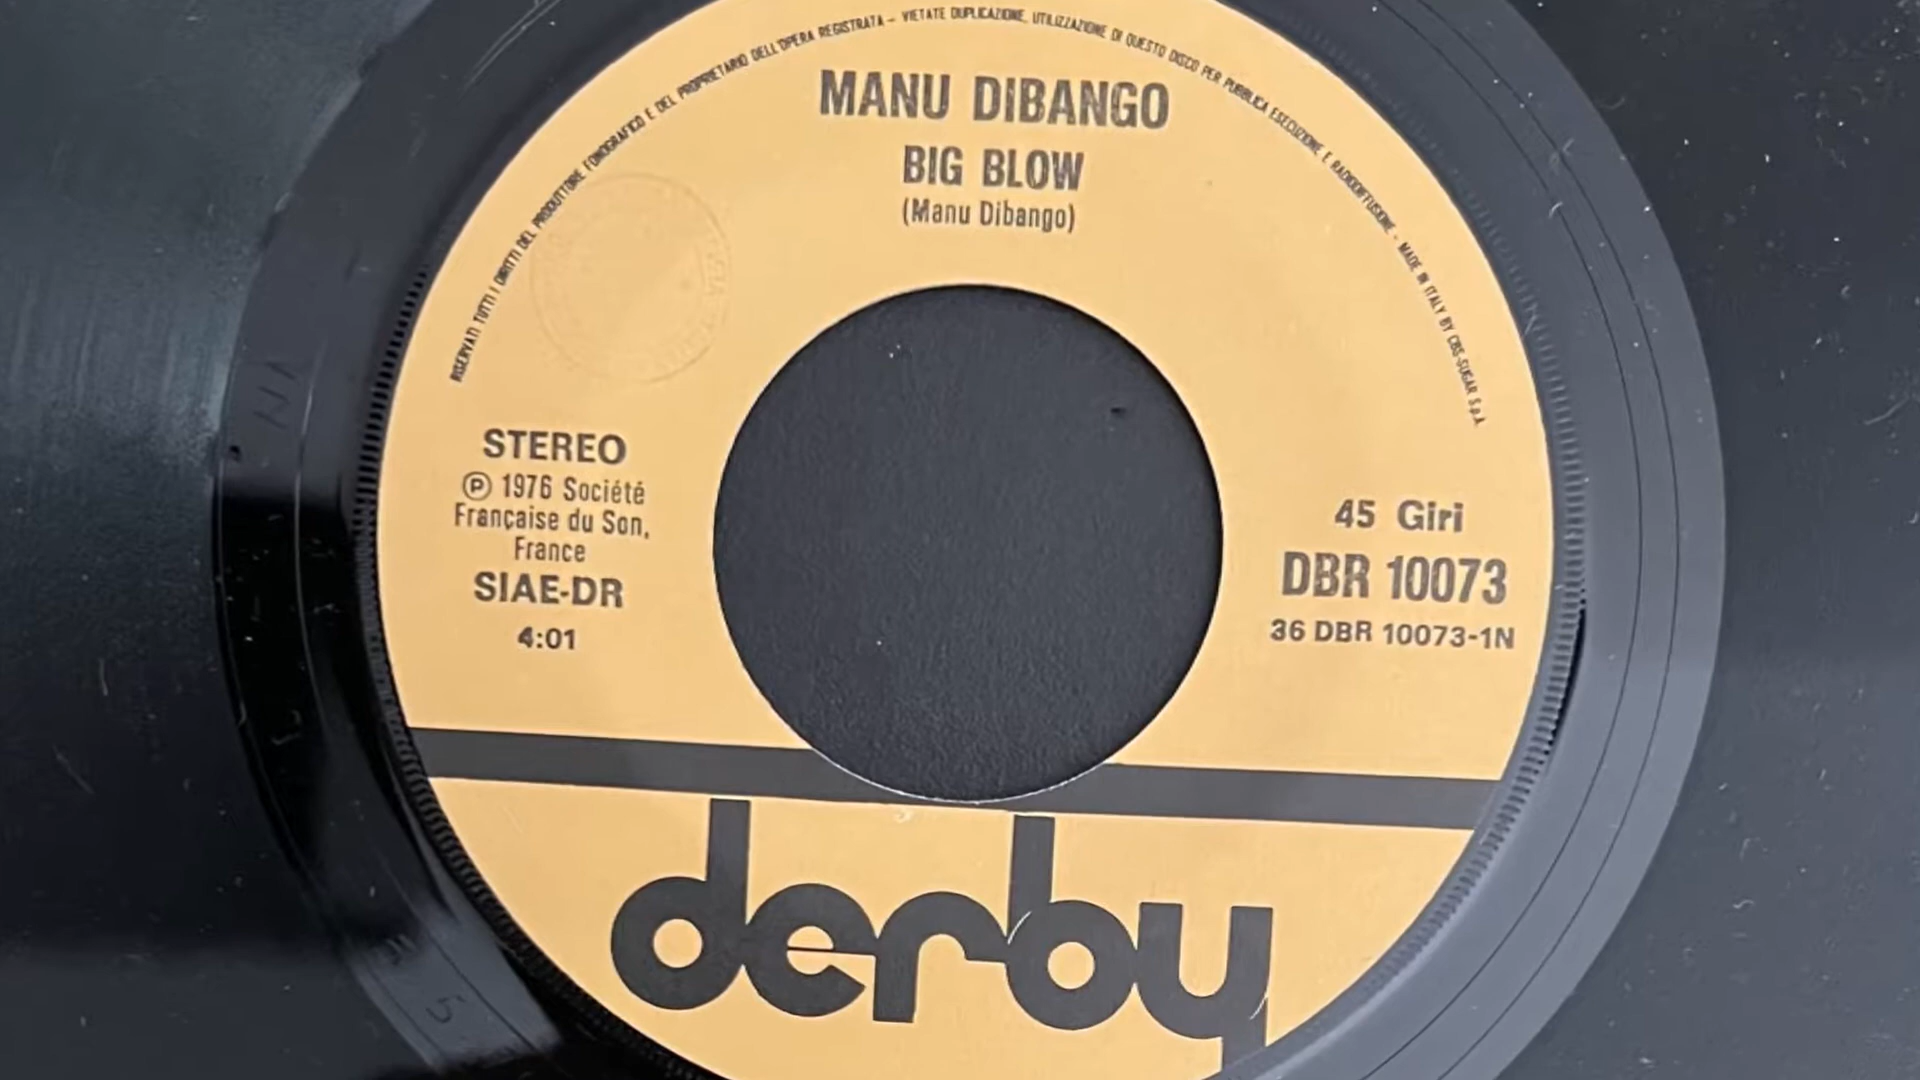 RISERVATI TUTTI I DIRITTI DEL PRODUTTORE FONOGRAFICO E DEL PROPRIETARIO DELL'OPERA REGISTRATA - VIETATE DUPLICAZIONE, UTILIZZAZIONE DI QUESTO DISCO PER PUBBLICA ESECUZIONE E RADIODIFFUSIONE - MADE IN ITALY BY CBS-SUGAR S.p.A.
MANU DIBANGO
BIG BLOW
(Manu Dibango)
STEREO
℗ 1976 Société
Française du Son,
France
SIAE-DR
4:01
45 Giri
DBR 10073
36 DBR 10073-1N
derby